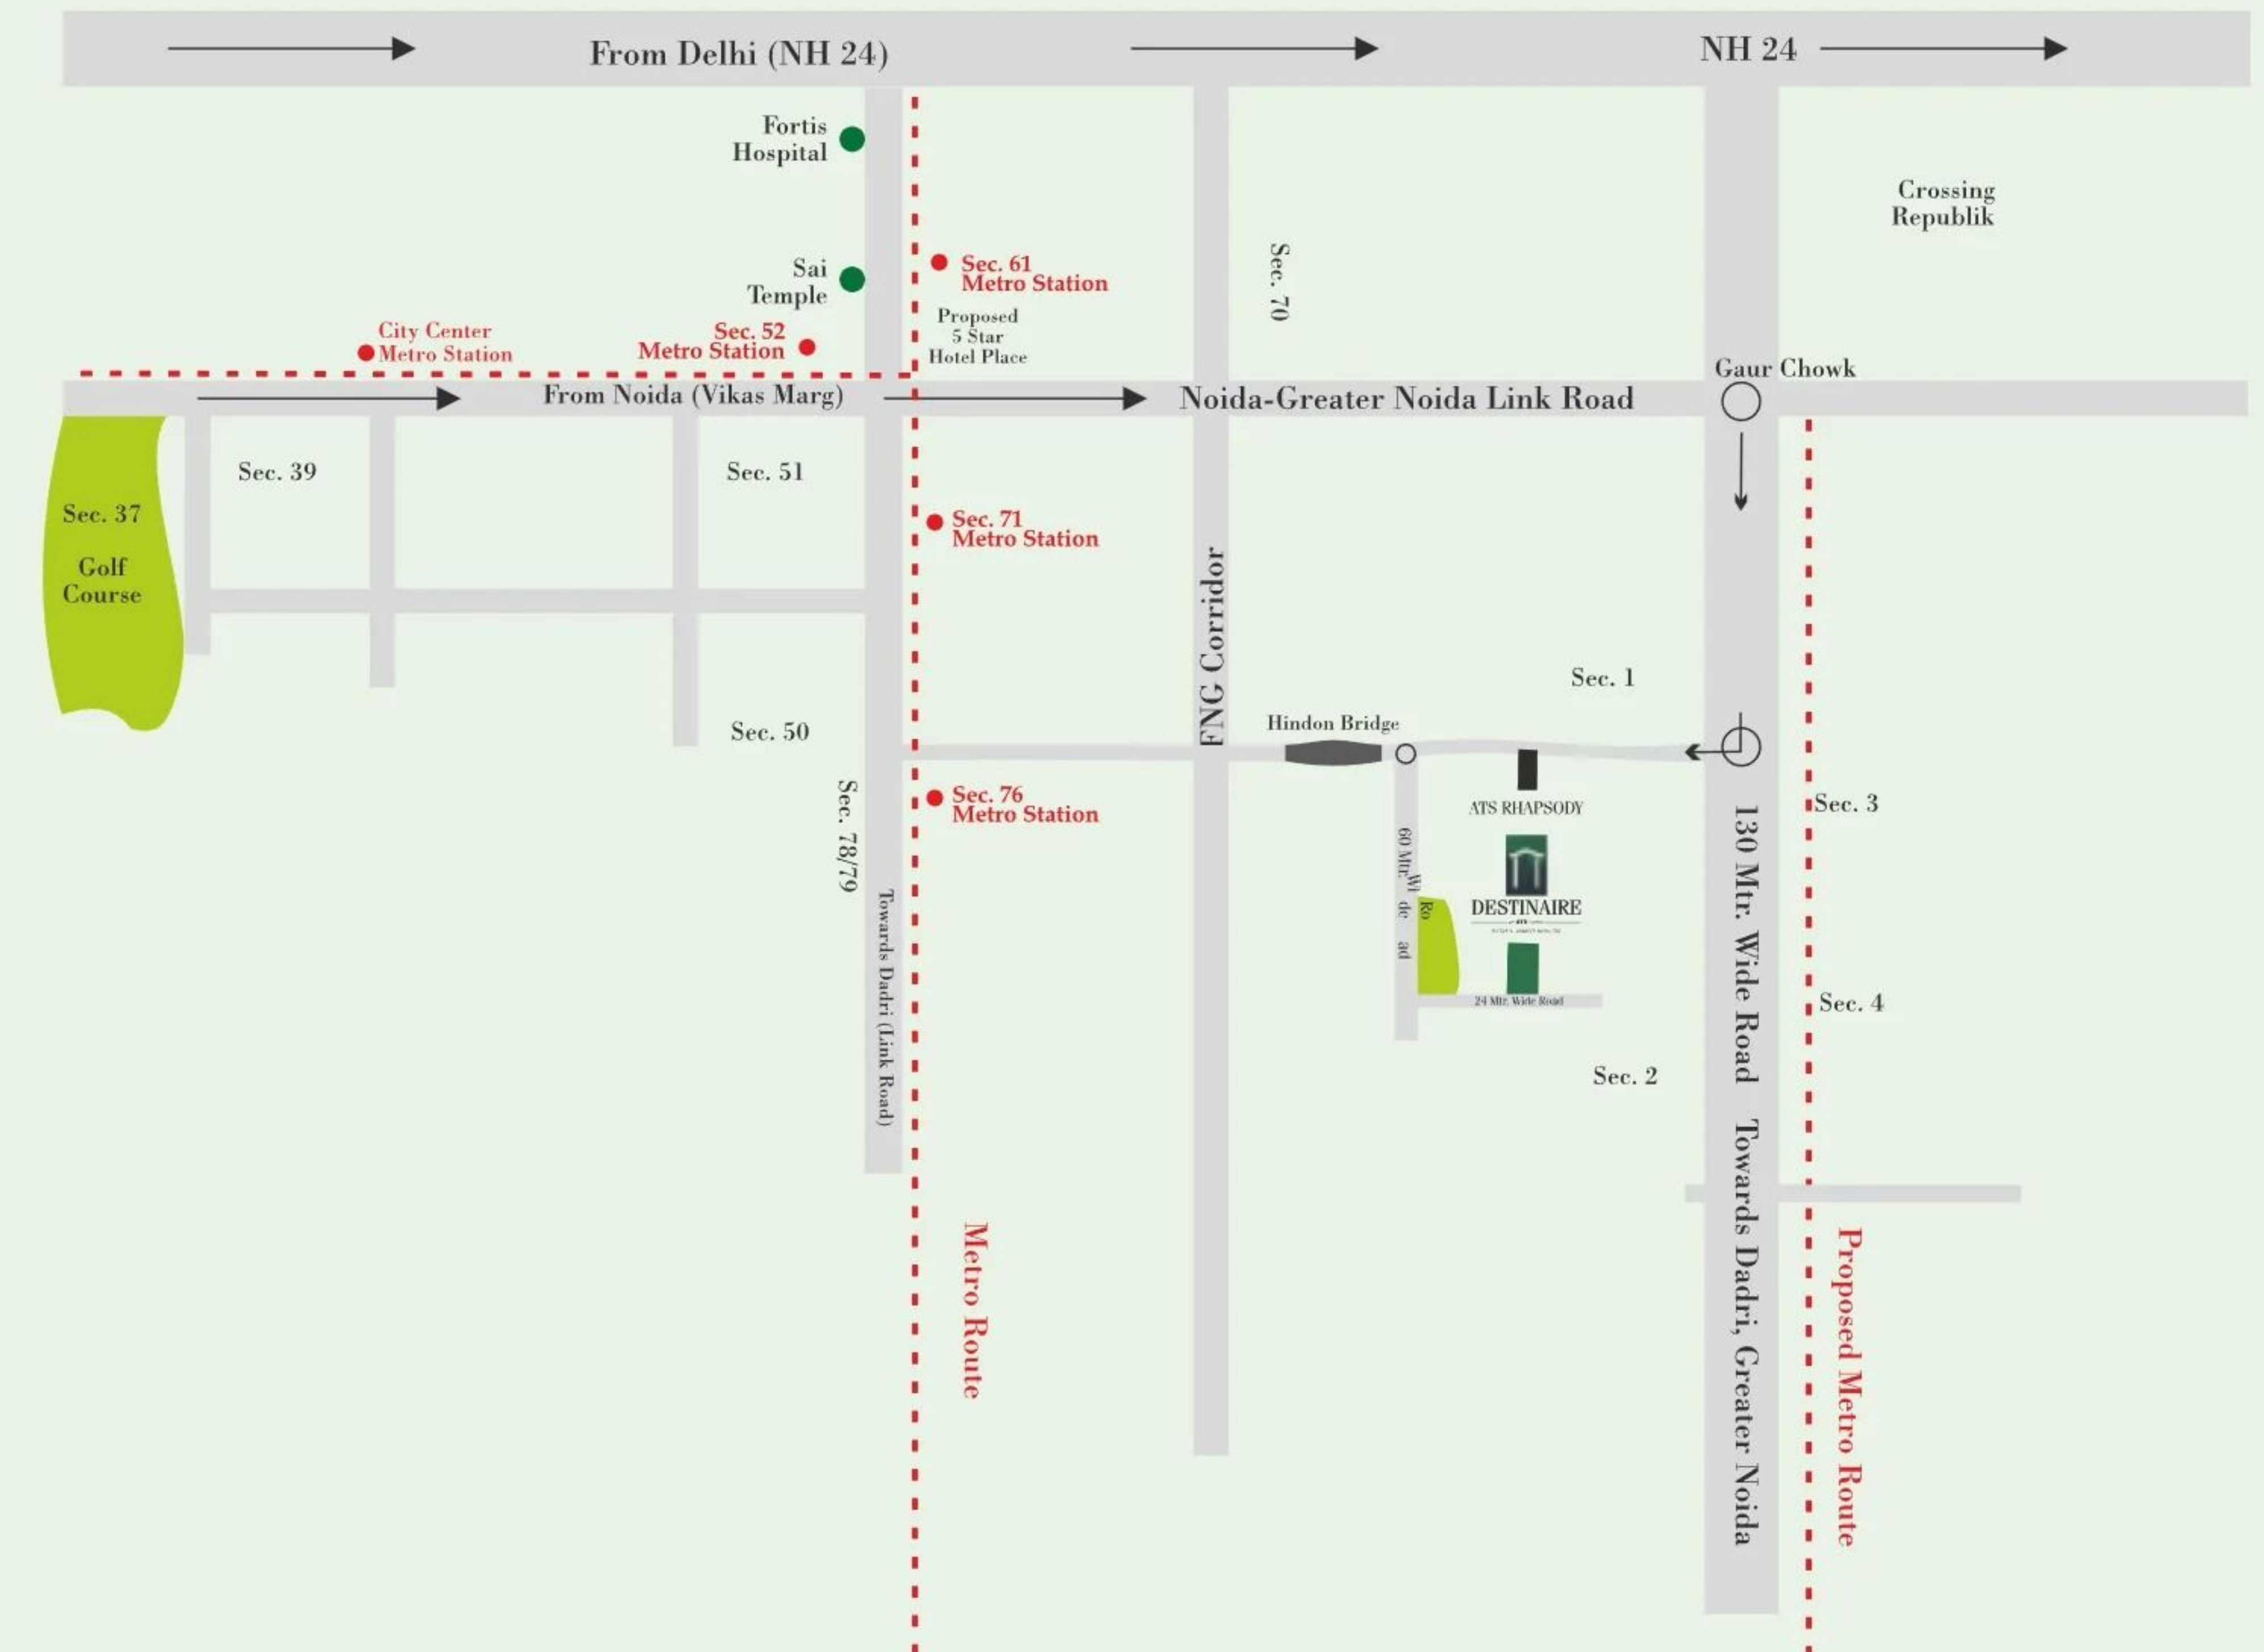 From Delhi (NH 24)
NH 24
Fortis
Hospital
Crossing
Republik
Sai
Temple
Sec. 61
Metro Station
Sec. 70
Proposed
5 Star
Hotel Place
City Center
Metro Station
Sec. 52
Metro Station
Gaur Chowk
From Noida (Vikas Marg)
Noida-Greater Noida Link Road
Sec. 39
Sec. 51
Sec. 37
Golf
Course
Sec. 71
Metro Station
FNG Corridor
Sec. 1
Hindon Bridge
Sec. 50
Sec. 78/79
Sec. 76
Metro Station
ATS RHAPSODY
Sec. 3
60 Mtr. Wi de Ro ad
DESTINAIRE
130 Mtr. Wide Road
Towards Dadri (Link Road)
24 Mtr. Wide Road
Sec. 4
Sec. 2
Towards Dadri, Greater Noida
Metro Route
Proposed Metro Route